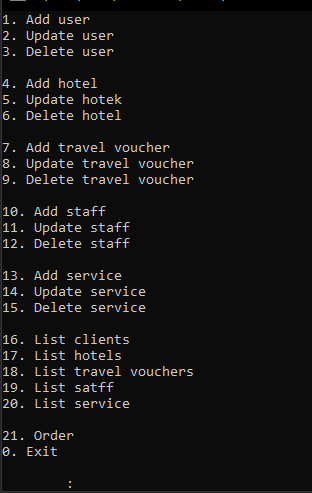 1. Add user
2. Update user
3. Delete user
4. Add hotel
5. Update hotek
6. Delete hotel
7. Add travel voucher
8. Update travel voucher
9. Delete travel voucher
10. Add staff
11. Update staff
12. Delete staff
13. Add service
14. Update service
15. Delete service
16. List clients
17. List hotels
18. List travel vouchers
19. List satff
20. List service
21. Order
0. Exit
: